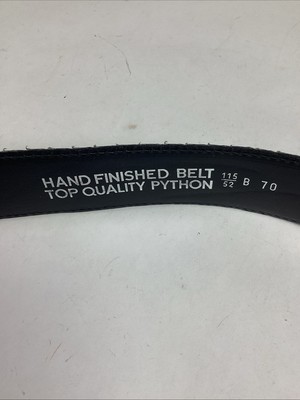 HAND FINISHED BELT
TOP QUALITY PYTHON
115
52
B 70